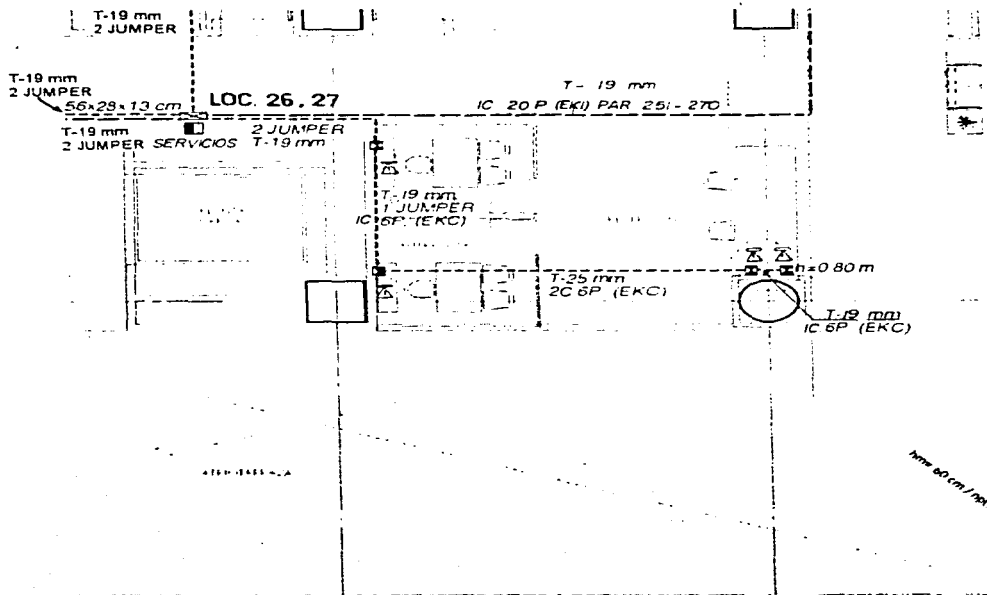 T-19 mm
2 JUMPER
T-19 mm
2 JUMPER
56x28x13 cm
LOC. 26,27
T- 19 mm
IC 20 P (EKI) PAR 251-270
T-19 mm
2 JUMPER
SERVICIOS
2 JUMPER
T-19 mm
T-19 mm
1 JUMPER
IC 6P. (EKC)
h=0.80 m
T-25 mm
2C 6P. (EKC)
T-19 mm
IC 6P (EKC)